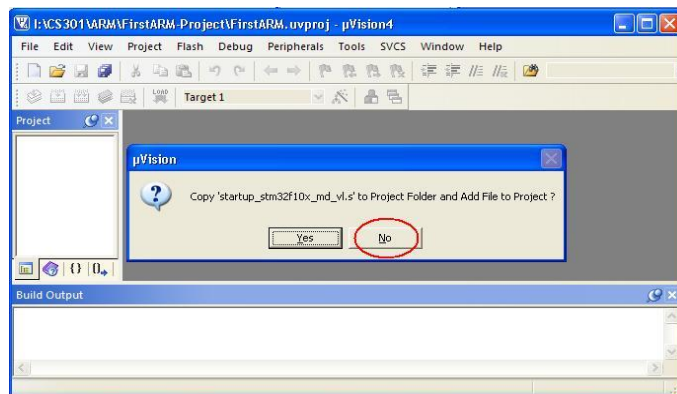 I:\CS301\ARM\FirstARM-Project\FirstARM.uvproj - µVision4
File Edit View Project Flash Debug Peripherals Tools SVCS Window Help
LOAD Target 1
Project
µVision
Copy 'startup_stm32f10x_md_vl.s' to Project Folder and Add File to Project ?
Yes No
Build Output